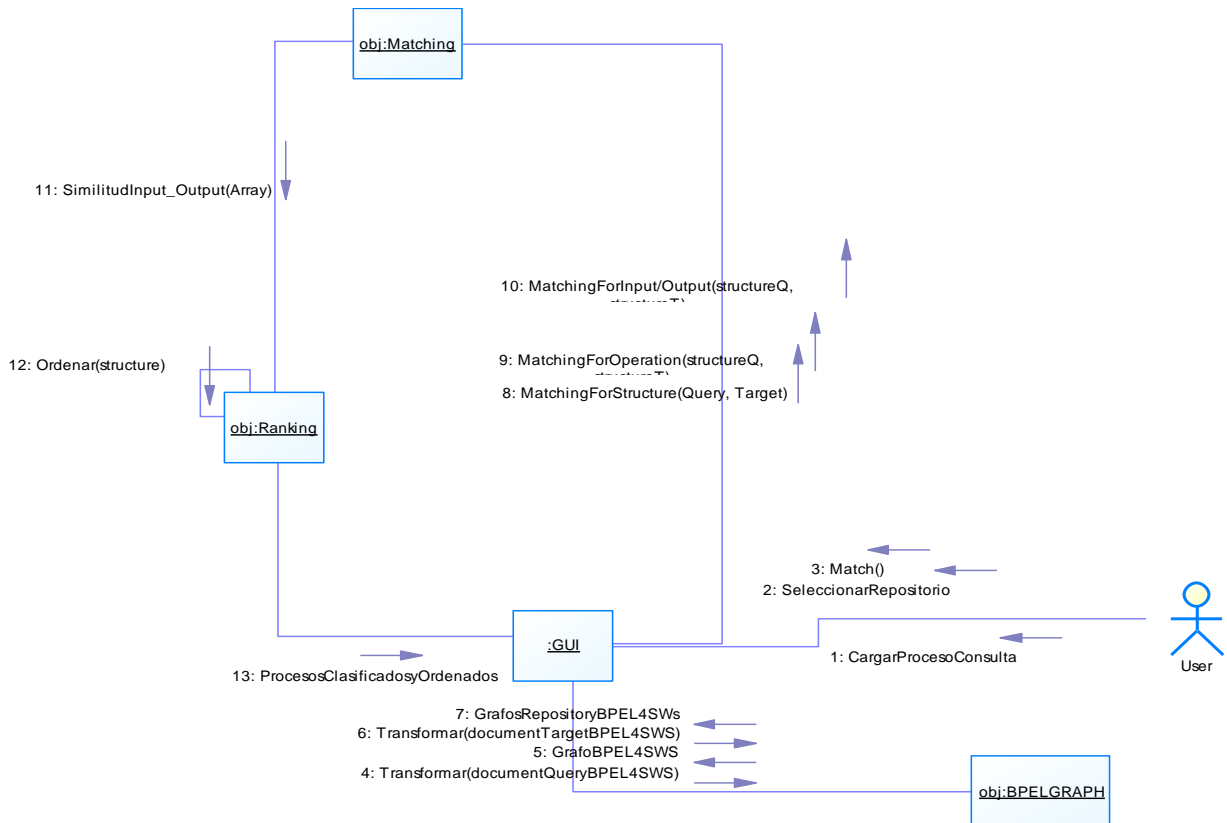 obj:Matching
11: SimilitudInput_Output(Array)
10: MatchingForInput/Output(structureQ,
structureT)
12: Ordenar(structure)
9: MatchingForOperation(structureQ,
structureT)
8: MatchingForStructure(Query, Target)
obj:Ranking
3: Match()
2: SeleccionarRepositorio
:GUI
1: CargarProcesoConsulta
User
13: ProcesosClasificadosyOrdenados
7: GrafosRepositoryBPEL4SWs
6: Transformar(documentTargetBPEL4SWS)
5: GrafoBPEL4SWS
4: Transformar(documentQueryBPEL4SWS)
obj:BPELGRAPH